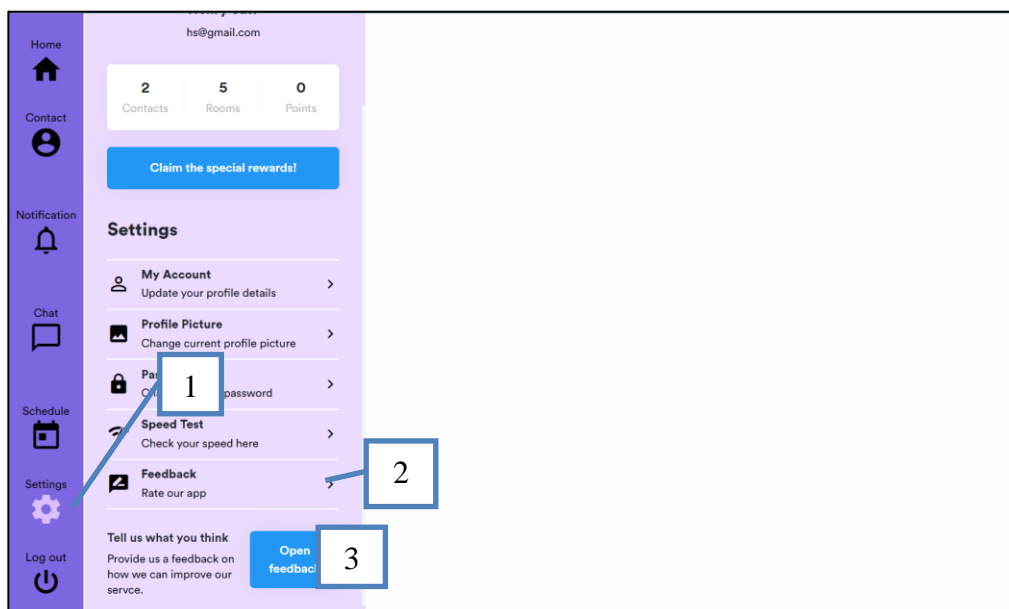 hs@gmail.com
Home
Contact
Notification
Chat
Schedule
Settings
Log out
2 5 0
Contacts Rooms Points
Claim the special rewards!
Settings
My Account
Update your profile details
Profile Picture
Change current profile picture
password
Speed Test
Check your speed here
Feedback
Rate our app
Tell us what you think
Provide us a feedback on
how we can improve our
servce.
Open
1
2
3